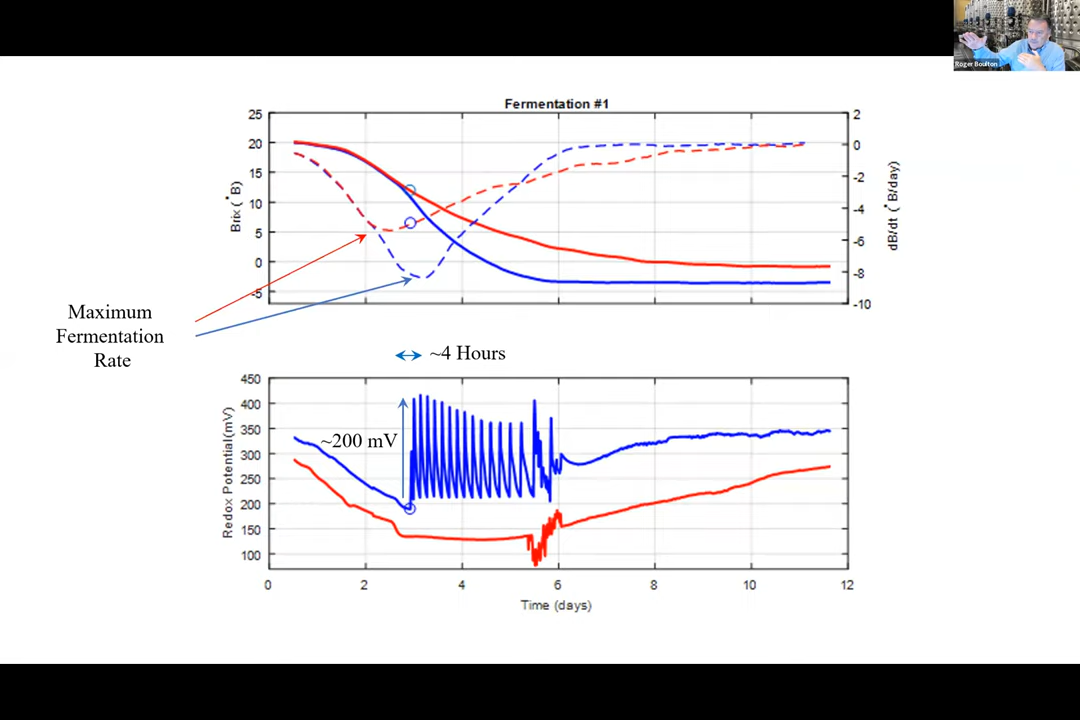 Roger Boulton
Fermentation #1
25
20
15
10
5
0
-5
Brix (°B)
2
0
-2
-4
-6
-8
-10
dB/dt (°B/day)
Maximum
Fermentation
Rate
~4 Hours
450
400
350
300
250
200
150
100
Redox Potential(mV)
~200 mV
0 2 4 6 8 10 12
Time (days)